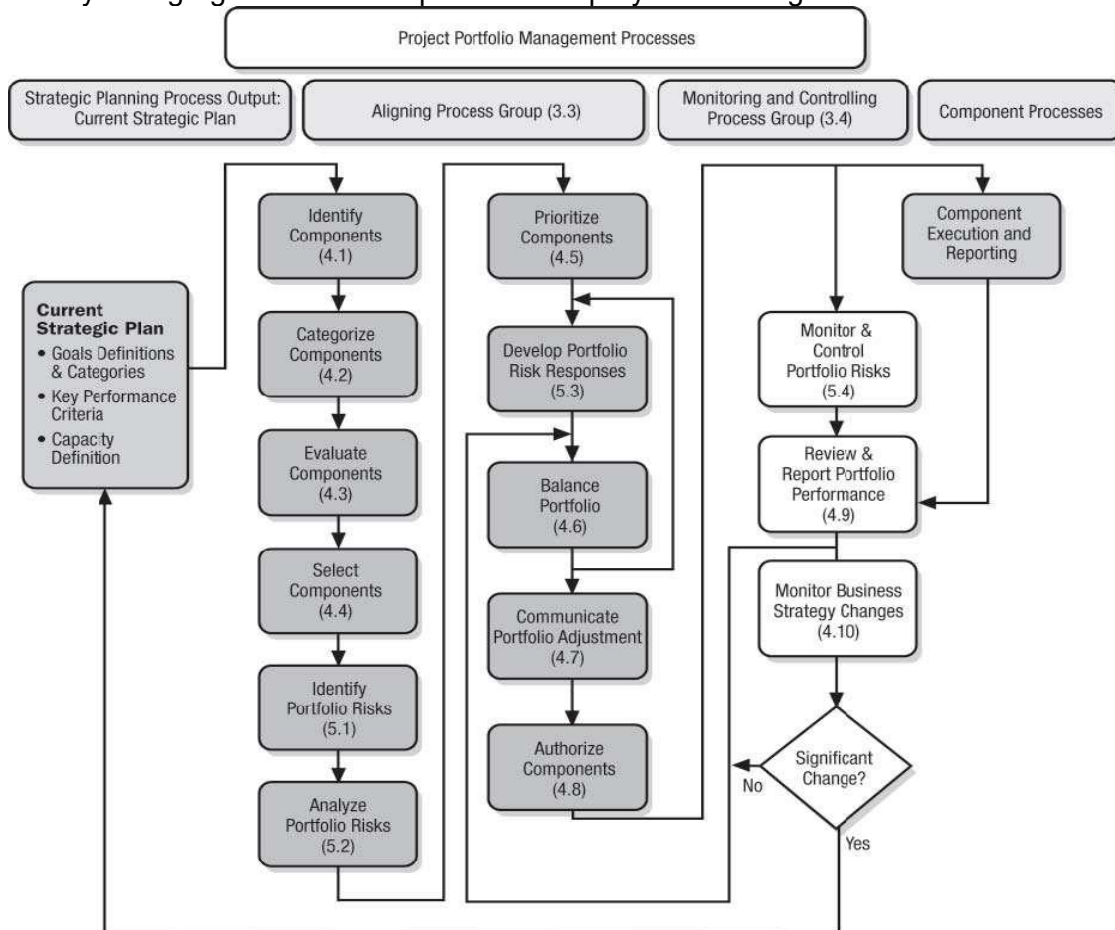 Project Portfolio Management Processes
Strategic Planning Process Output:
Current Strategic Plan
Aligning Process Group (3.3)
Monitoring and Controlling
Process Group (3.4)
Component Processes
Current
Strategic Plan
• Goals Definitions
& Categories
• Key Performance
Criteria
• Capacity
Definition
Identify
Components
(4.1)
Categorize
Components
(4.2)
Evaluate
Components
(4.3)
Select
Components
(4.4)
Identify
Portfolio Risks
(5.1)
Analyze
Portfolio Risks
(5.2)
Prioritize
Components
(4.5)
Develop Portfolio
Risk Responses
(5.3)
Balance
Portfolio
(4.6)
Communicate
Portfolio Adjustment
(4.7)
Authorize
Components
(4.8)
Monitor &
Control
Portfolio Risks
(5.4)
Review &
Report Portfolio
Performance
(4.9)
Monitor Business
Strategy Changes
(4.10)
Significant
Change?
No
Yes
Component
Execution and
Reporting